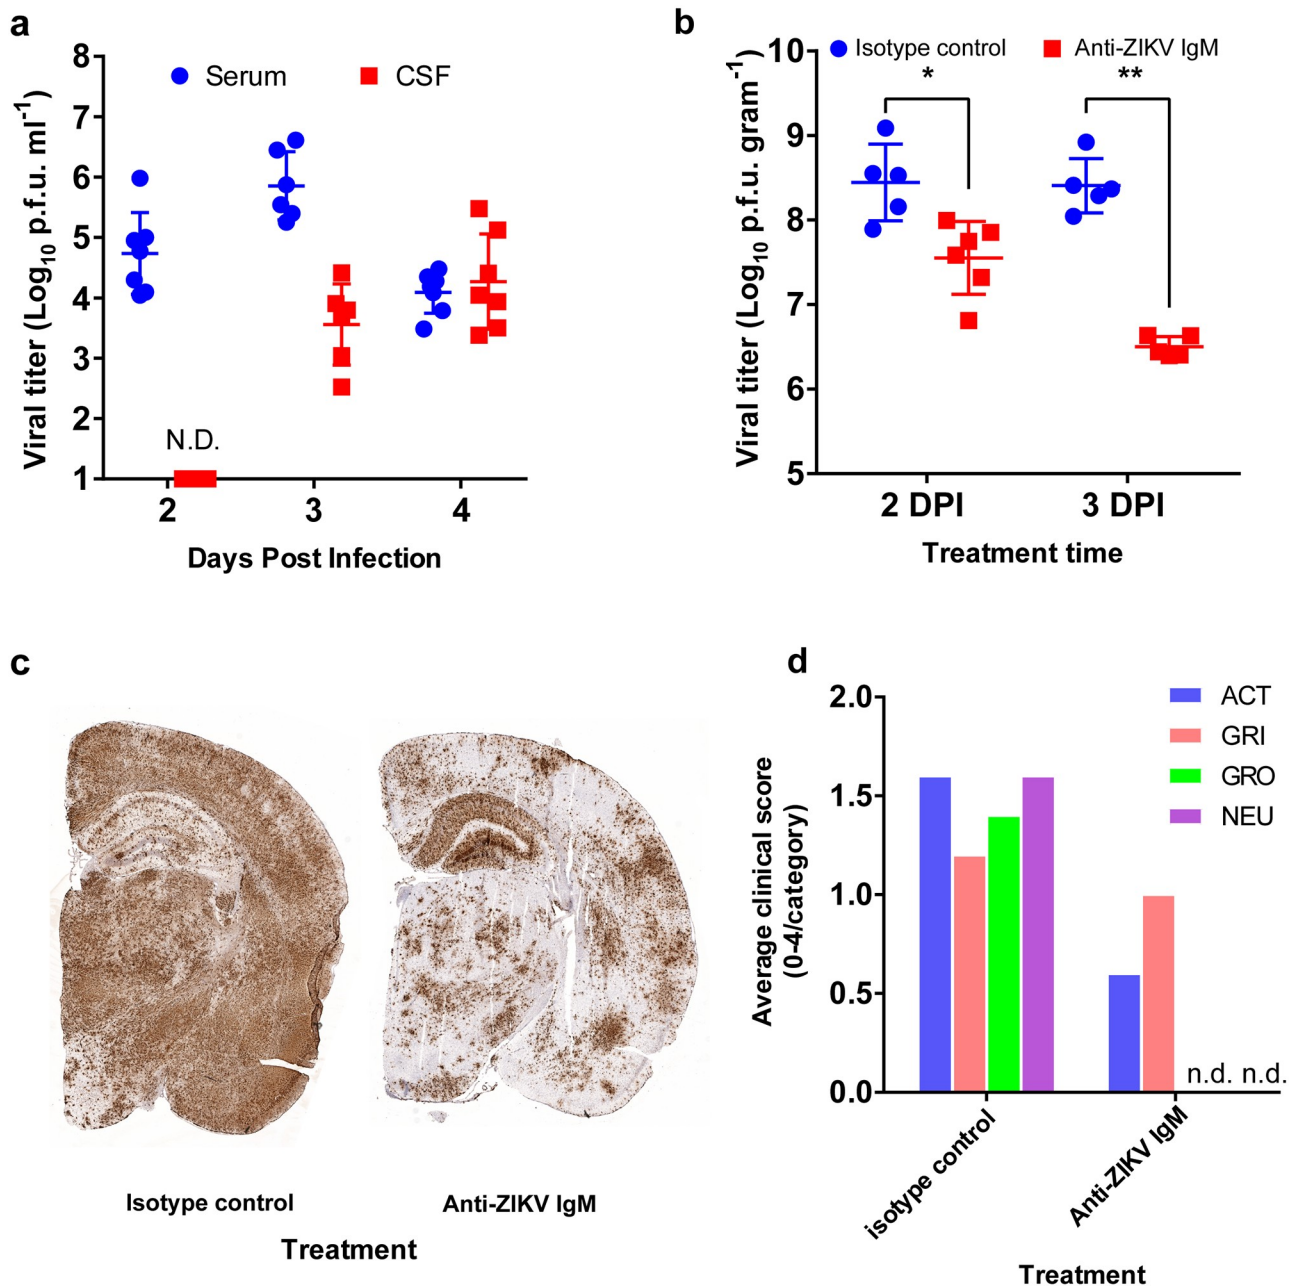 a
Serum
CSF
Viral titer (Log10 p.f.u. ml-1)
8
7
6
5
4
3
2
1
N.D.
2
3
4
Days Post Infection
b
Isotype control
Anti-ZIKV IgM
*
**
Viral titer (Log10 p.f.u. gram-1)
10
9
8
7
6
5
2 DPI
3 DPI
Treatment time
c
Isotype control
Anti-ZIKV IgM
Treatment
d
ACT
GRI
GRO
NEU
Average clinical score
(0-4/category)
2.0
1.5
1.0
0.5
0.0
n.d. n.d.
isotype control
Anti-ZIKV IgM
Treatment